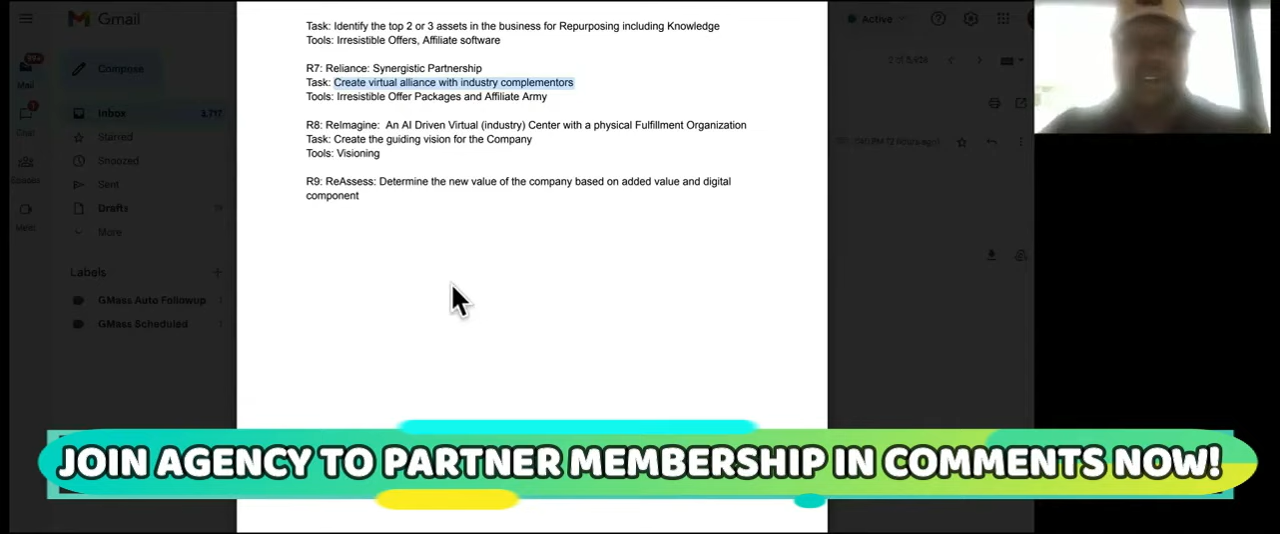 Gmail
Active
Task: Identify the top 2 or 3 assets in the business for Repurposing including Knowledge
Tools: Irresistible Offers, Affiliate software
R7: Reliance: Synergistic Partnership
Task: Create virtual alliance with industry complementors
Tools: Irresistible Offer Packages and Affiliate Army
R8: ReImagine:  An AI Driven Virtual (industry) Center with a physical Fulfillment Organization
Task: Create the guiding vision for the Company
Tools: Visioning
R9: ReAssess: Determine the new value of the company based on added value and digital
component
Compose
Mail
Inbox
Chat
Starred
Snoozed
Spaces
Sent
Drafts
Meet
More
Labels
GMass Auto Followup
GMass Scheduled
JOIN AGENCY TO PARTNER MEMBERSHIP IN COMMENTS NOW!